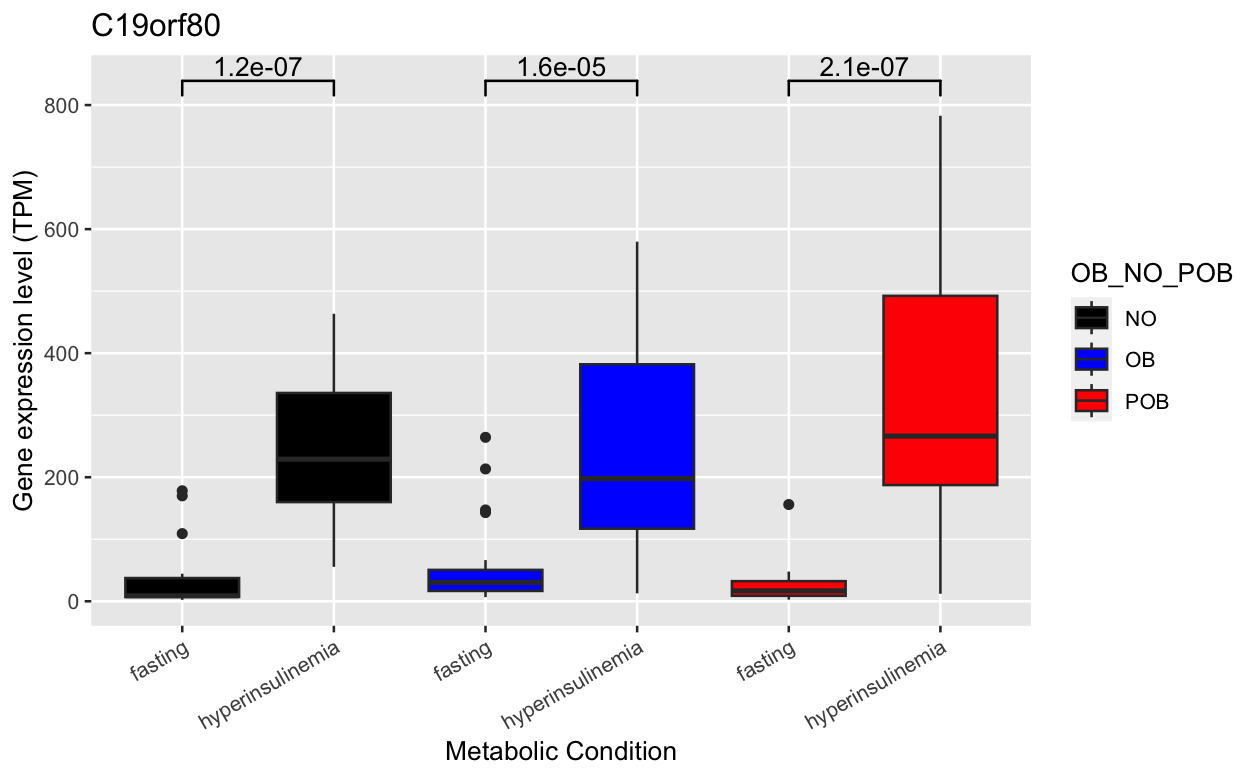 C19orf80
1.2e-07
1.6e-05
2.1e-07
800
600
400
200
0
Gene expression level (TPM)
fasting
hyperinsulinemia
fasting
hyperinsulinemia
fasting
hyperinsulinemia
Metabolic Condition
OB_NO_POB
NO
OB
POB